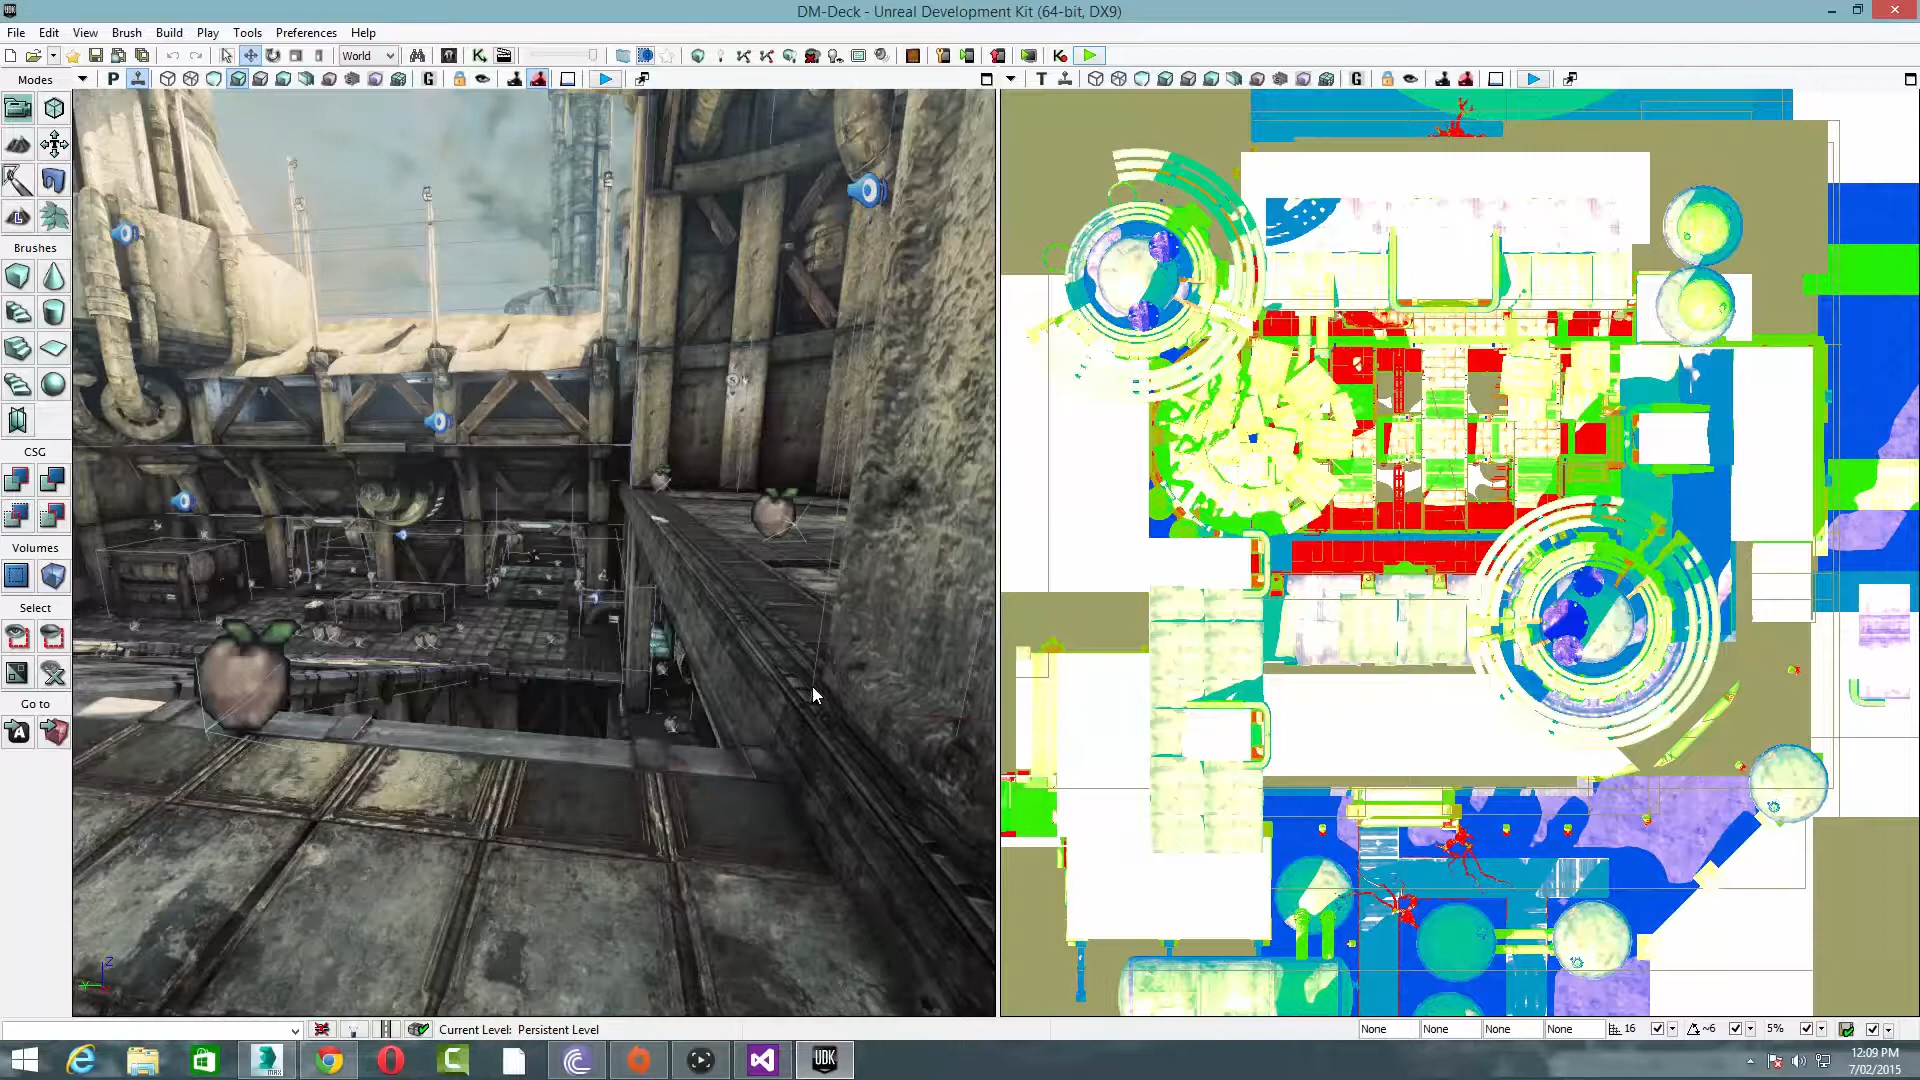 DM-Deck - Unreal Development Kit (64-bit, DX9)
File Edit View Brush Build Play Tools Preferences Help
World
Modes
P
G
T
G
Brushes
CSG
Volumes
Select
Go to
Current Level: Persistent Level
None None None None 16 ~6 5%
MAX
UDK
12:09 PM
7/02/2015